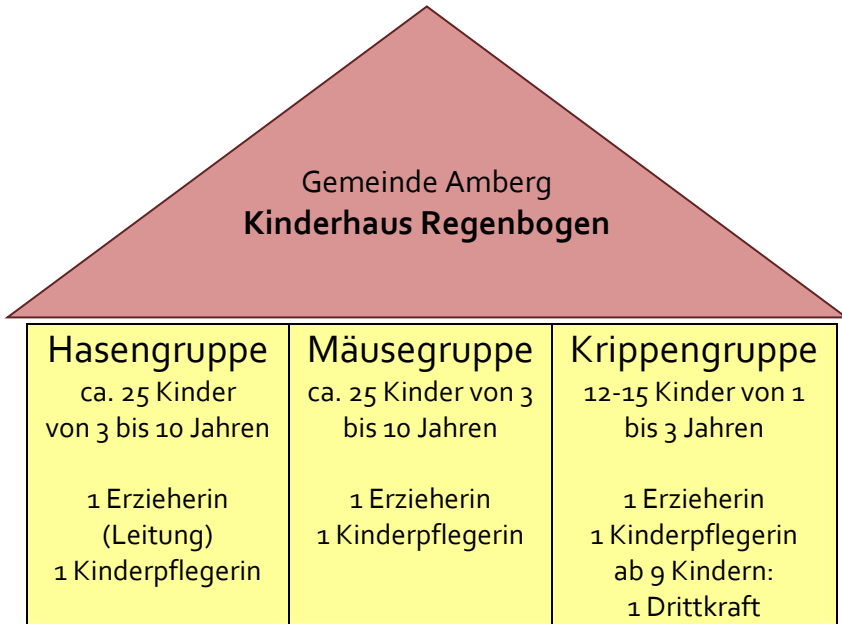 Gemeinde Amberg
Kinderhaus Regenbogen
Hasengruppe
ca. 25 Kinder
von 3 bis 10 Jahren
1 Erzieherin
(Leitung)
1 Kinderpflegerin
Mäusegruppe
ca. 25 Kinder von 3
bis 10 Jahren
1 Erzieherin
1 Kinderpflegerin
Krippengruppe
12-15 Kinder von 1
bis 3 Jahren
1 Erzieherin
1 Kinderpflegerin
ab 9 Kindern:
1 Drittkraft